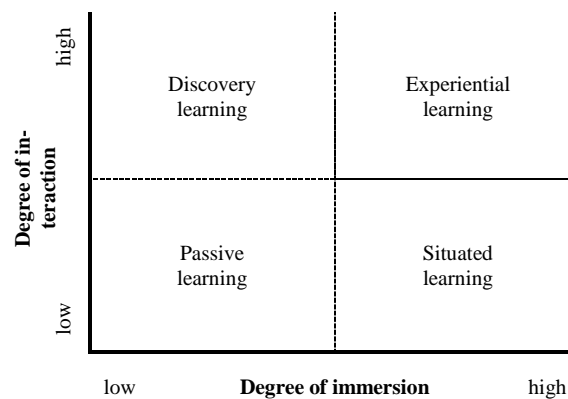 high
Discovery
learning
Experiential
learning
Degree of in-
teraction
Passive
learning
Situated
learning
low
low
Degree of immersion
high